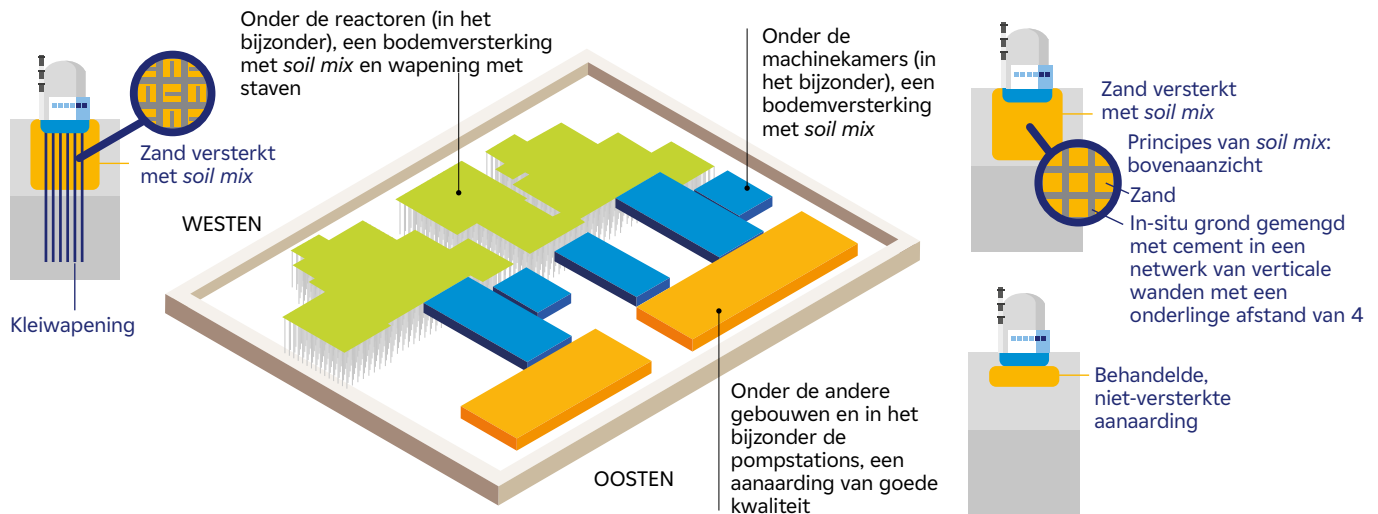 Onder de reactoren (in het
bijzonder), een bodemversterking
met soil mix en wapening met
staven
Zand versterkt
met soil mix
Kleiwapening
WESTEN
OOSTEN
Onder de
machinekamers (in
het bijzonder), een
bodemversterking
met soil mix
Onder de andere
gebouwen en in het
bijzonder de
pompstations, een
aanaarding van goede
kwaliteit
Zand versterkt
met soil mix
Principes van soil mix:
bovenaanzicht
Zand
In-situ grond gemengd
met cement in een
netwerk van verticale
wanden met een
onderlinge afstand van 4
Behandelde,
niet-versterkte
aanaarding